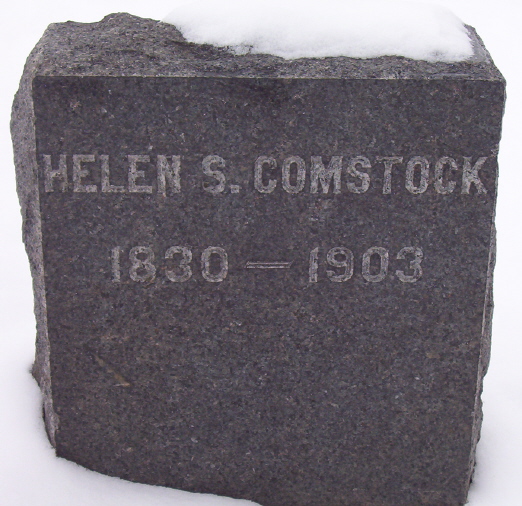 HELEN S. COMSTOCK
1830 — 1903